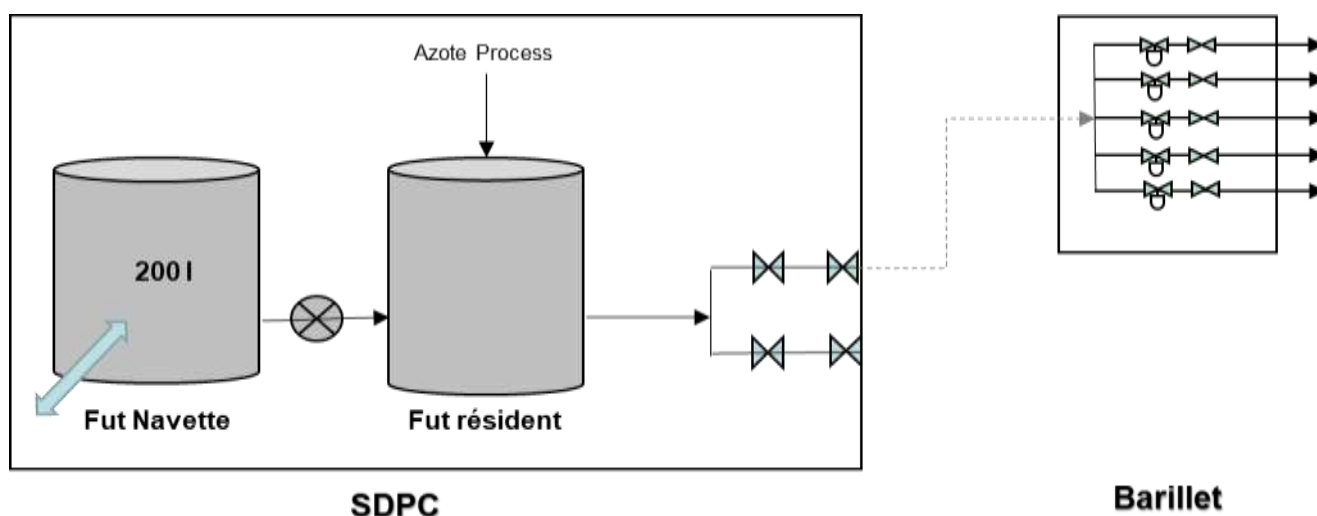 Azote Process
200 l
Fut Navette
Fut résident
SDPC
Barillet